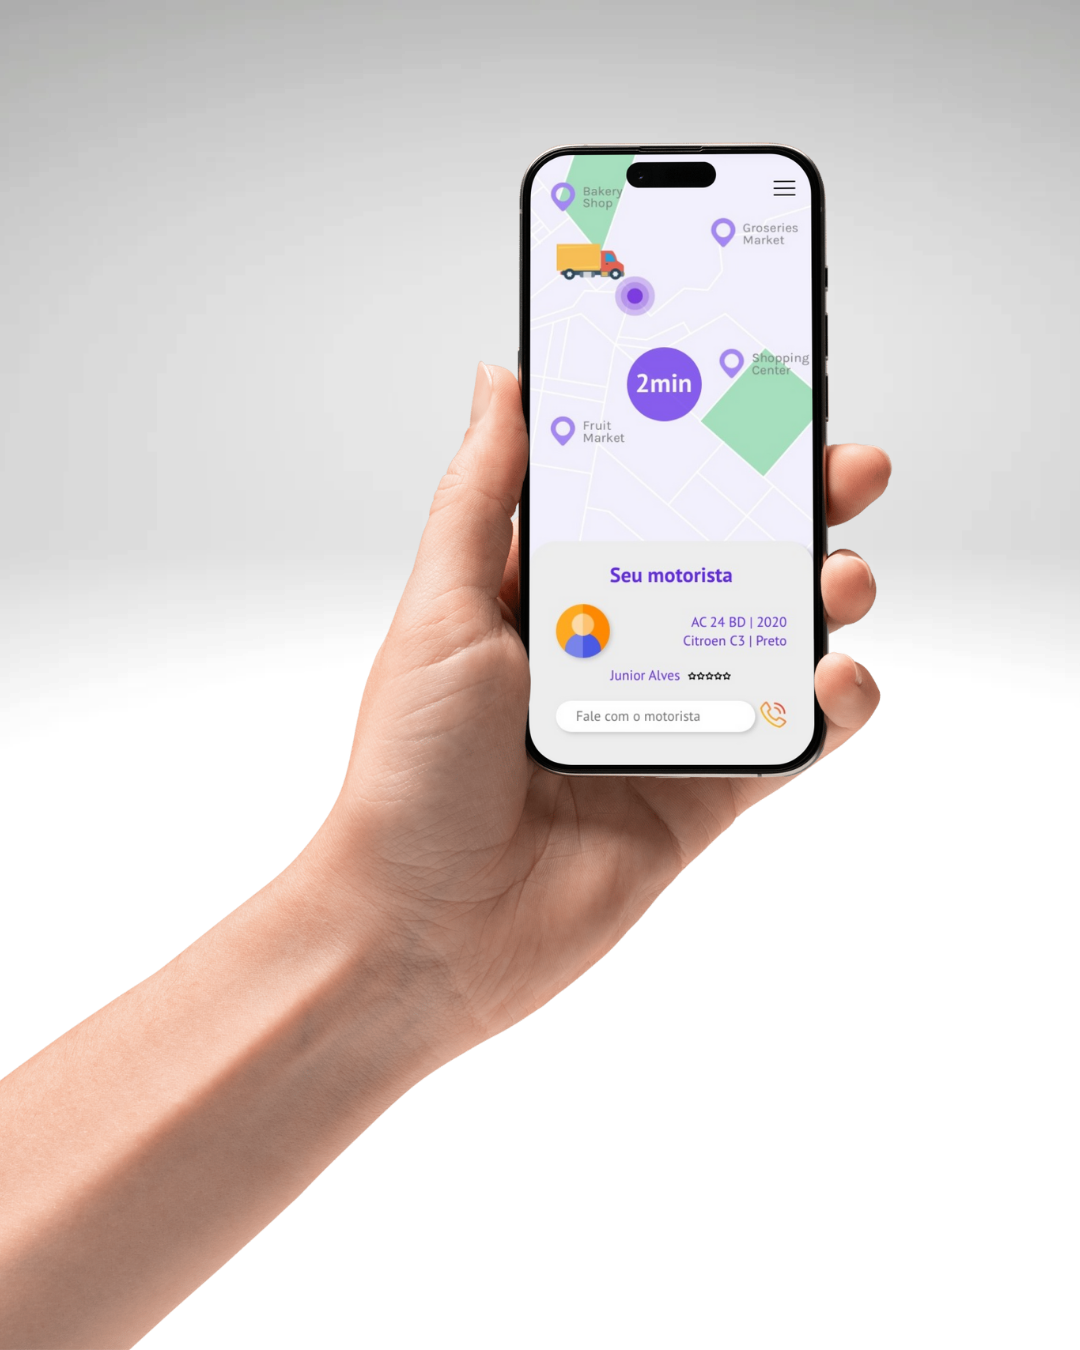 Bakery
Shop
Groseries
Market
2min
Shopping
Center
Fruit
Market
Seu motorista
AC 24 BD | 2020
Citroen C3 | Preto
Junior Alves
Fale com o motorista